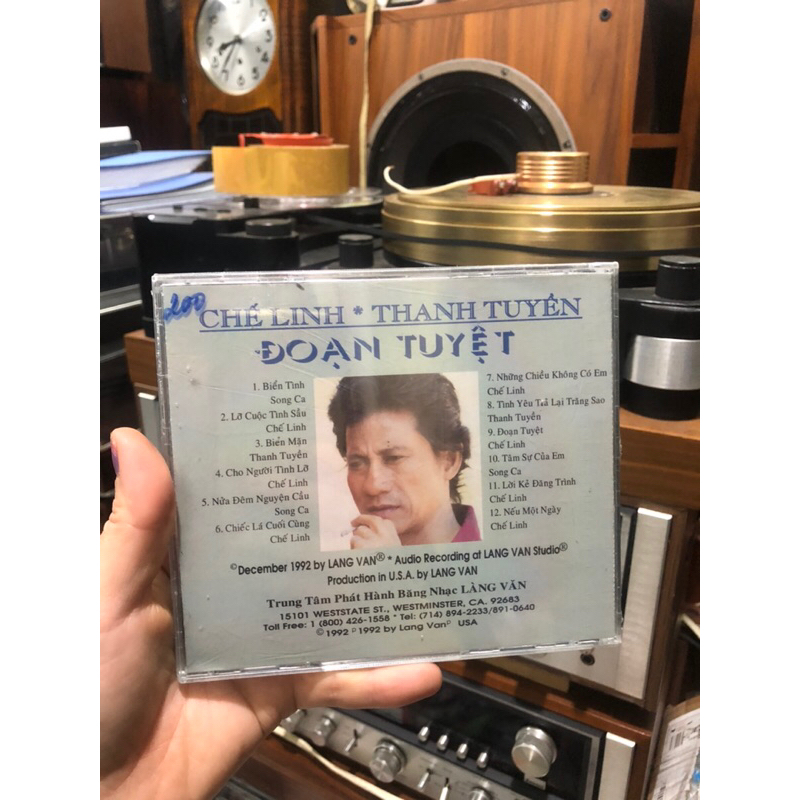 200
CHẾ LINH * THANH TUYỀN
ĐOẠN TUYỆT
1. Biển Tình
Song Ca
2. Lỡ Cuộc Tình Sầu
Chế Linh
3. Biển Mặn
Thanh Tuyền
4. Cho Người Tình Lỡ
Chế Linh
5. Nửa Đêm Nguyện Cầu
Song Ca
6. Chiếc Lá Cuối Cùng
Chế Linh
7. Những Chiều Không Có Em
Chế Linh
8. Tình Yêu Trả Lại Trăng Sao
Thanh Tuyền
9. Đoạn Tuyệt
Chế Linh
10. Tâm Sự Của Em
Song Ca
11. Lời Kẻ Đăng Trình
Chế Linh
12. Nếu Một Ngày
Chế Linh
©December 1992 by LANG VAN® * Audio Recording at LANG VAN Studio®
Production in U.S.A. by LANG VAN
Trung Tâm Phát Hành Băng Nhạc LÀNG VĂN
15101 WESTSTATE ST., WESTMINSTER, CA. 92683
Toll Free: 1 (800) 426-1558 * Tel: (714) 894-2233/891-0640
©1992 ℗1992 by Lang Van℗ USA